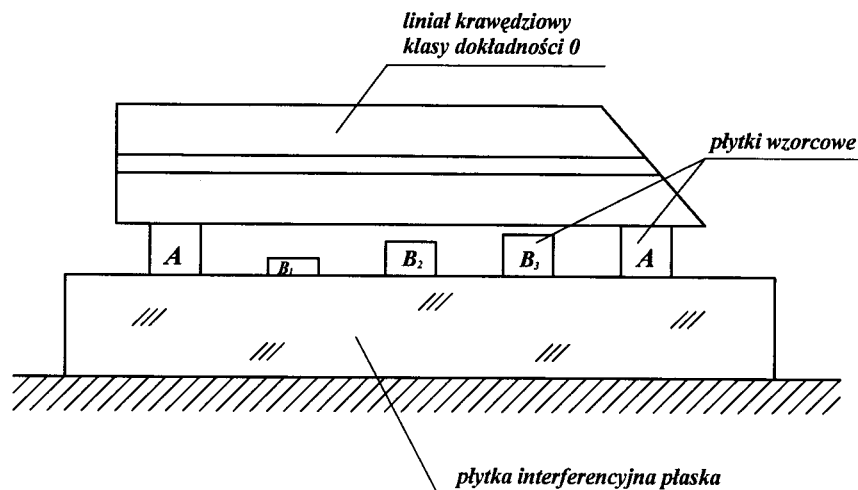 liniał krawędziowy
klasy dokładności 0
płytki wzorcowe
A
B₁
B₂
B₃
A
płytka interferencyjna płaska